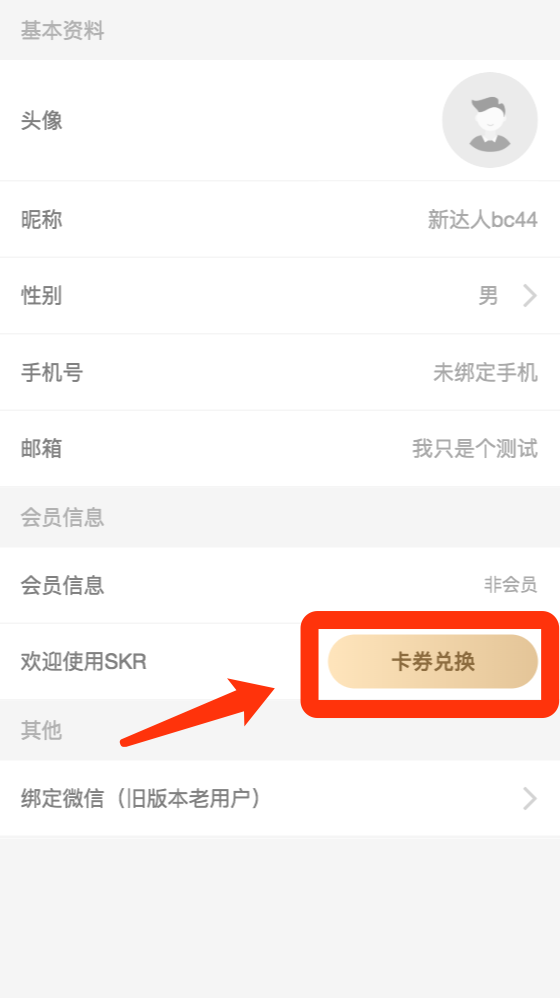 基本资料
头像
昵称 新达人bc44
性别 男
手机号 未绑定手机
邮箱 我只是个测试
会员信息
会员信息 非会员
欢迎使用SKR 卡券兑换
其他
绑定微信（旧版本老用户）